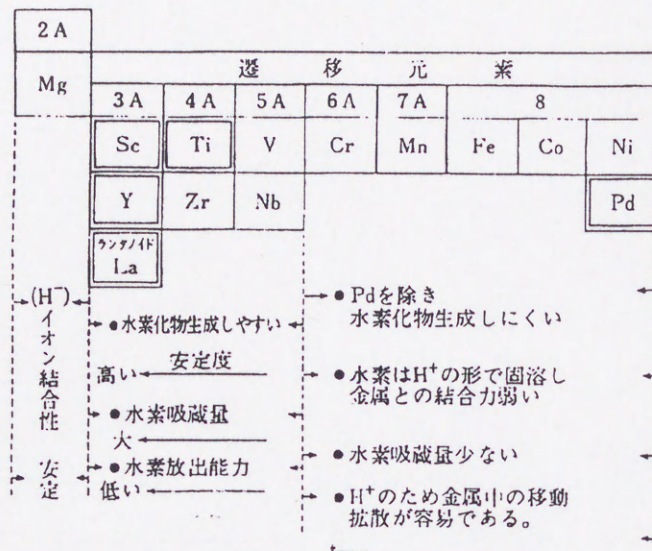 2A
Mg
遷移元素
3A 4A 5A 6A 7A 8
Sc Ti V Cr Mn Fe Co Ni
Y Zr Nb Pd
ランタノイド
La
(H⁻)イオン結合性
安定
●水素化物生成しやすい
安定度
高い
●水素吸蔵量
大
●水素放出能力
低い
●Pdを除き
水素化物生成しにくい
●水素はH⁺の形で固溶し
金属との結合力弱い
●水素吸蔵量少ない
●H⁺のため金属中の移動
拡散が容易である。